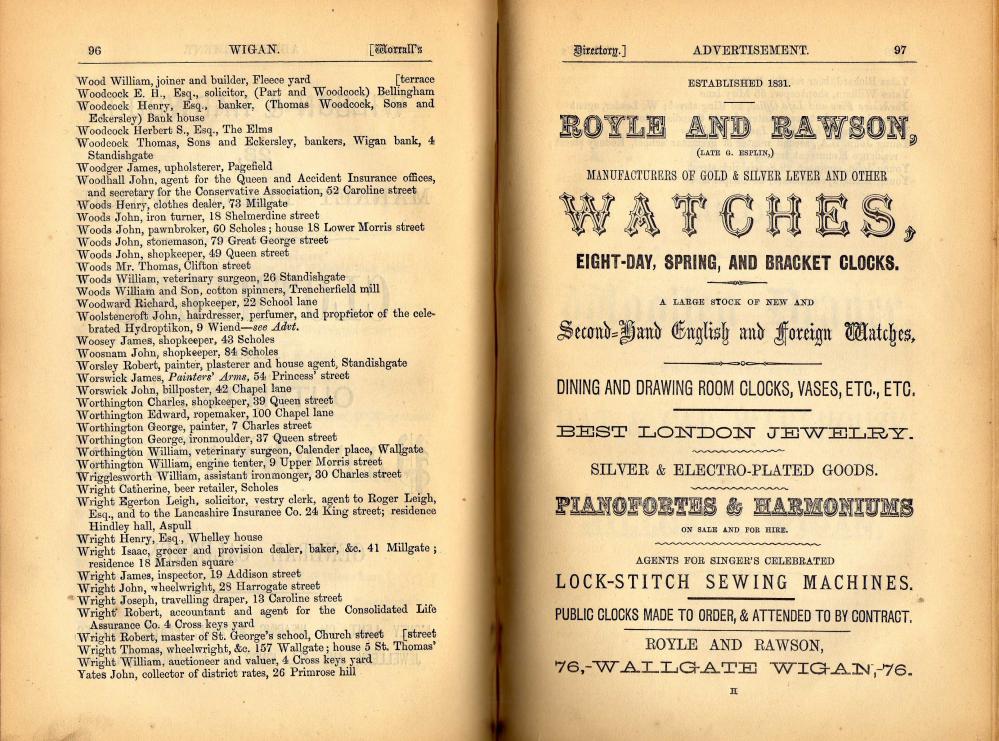 96 WIGAN. [Worrall's
Wood William, joiner and builder, Fleece yard [terrace
Woodcock E. H., Esq., solicitor, (Part and Woodcock) Bellingham
Woodcock Henry, Esq., banker, (Thomas Woodcock, Sons and
Eckersley) Bank house
Woodcock Herbert S., Esq., The Elms
Woodcock Thomas, Sons and Eckersley, bankers, Wigan bank, 4
Standishgate
Woodger James, upholsterer, Pagefield
Woodhall John, agent for the Queen and Accident Insurance offices,
and secretary for the Conservative Association, 52 Caroline street
Woods Henry, clothes dealer, 73 Millgate
Woods John, iron turner, 18 Shelmerdine street
Woods John, pawnbroker, 60 Scholes; house 18 Lower Morris street
Woods John, stonemason, 79 Great George street
Woods John, shopkeeper, 49 Queen street
Woods Mr. Thomas, Clifton street
Woods William, veterinary surgeon, 26 Standishgate
Woods William and Son, cotton spinners, Trencherfield mill
Woodward Richard, shopkeeper, 22 School lane
Woolstencroft John, hairdresser, perfumer, and proprietor of the cele-
brated Hydroptikon, 9 Wiend—see Advt.
Woosey James, shopkeeper, 43 Scholes
Woosnam John, shopkeeper, 84 Scholes
Worsley Robert, painter, plasterer and house agent, Standishgate
Worswick James, Painters' Arms, 54 Princess' street
Worswick John, billposter, 42 Chapel lane
Worthington Charles, shopkeeper, 39 Queen street
Worthington Edward, ropemaker, 100 Chapel lane
Worthington George, painter, 7 Charles street
Worthington George, ironmoulder, 37 Queen street
Worthington William, veterinary surgeon, Calender place, Wallgate
Worthington William, engine tenter, 9 Upper Morris street
Wrigglesworth William, assistant ironmonger, 30 Charles street
Wright Catherine, beer retailer, Scholes
Wright Egerton Leigh, solicitor, vestry clerk, agent to Roger Leigh,
Esq., and to the Lancashire Insurance Co. 24 King street; residence
Hindley hall, Aspull
Wright Henry, Esq., Whelley house
Wright Isaac, grocer and provision dealer, baker, &c. 41 Millgate;
residence 18 Marsden square
Wright James, inspector, 19 Addison street
Wright John, wheelwright, 28 Harrogate street
Wright Joseph, travelling draper, 13 Caroline street
Wright Robert, accountant and agent for the Consolidated Life
Assurance Co. 4 Cross keys yard
Wright Robert, master of St. George's school, Church street [street
Wright Thomas, wheelwright, &c. 157 Wallgate; house 5 St. Thomas'
Wright William, auctioneer and valuer, 4 Cross keys yard
Yates John, collector of district rates, 26 Primrose hill
Directory.] ADVERTISEMENT. 97
ESTABLISHED 1831.
ROYLE AND RAWSON,
(LATE G. ESPLIN,)
MANUFACTURERS OF GOLD & SILVER LEVER AND OTHER
WATCHES,
EIGHT-DAY, SPRING, AND BRACKET CLOCKS.
A LARGE STOCK OF NEW AND
Second-Hand English and Foreign Watches,
DINING AND DRAWING ROOM CLOCKS, VASES, ETC., ETC.
BEST LONDON JEWELRY.
SILVER & ELECTRO-PLATED GOODS.
PIANOFORTES & HARMONIUMS
ON SALE AND FOR HIRE.
AGENTS FOR SINGER'S CELEBRATED
LOCK-STITCH SEWING MACHINES.
PUBLIC CLOCKS MADE TO ORDER, & ATTENDED TO BY CONTRACT.
ROYLE AND RAWSON,
76,-WALLGATE WIGAN,-76.
H